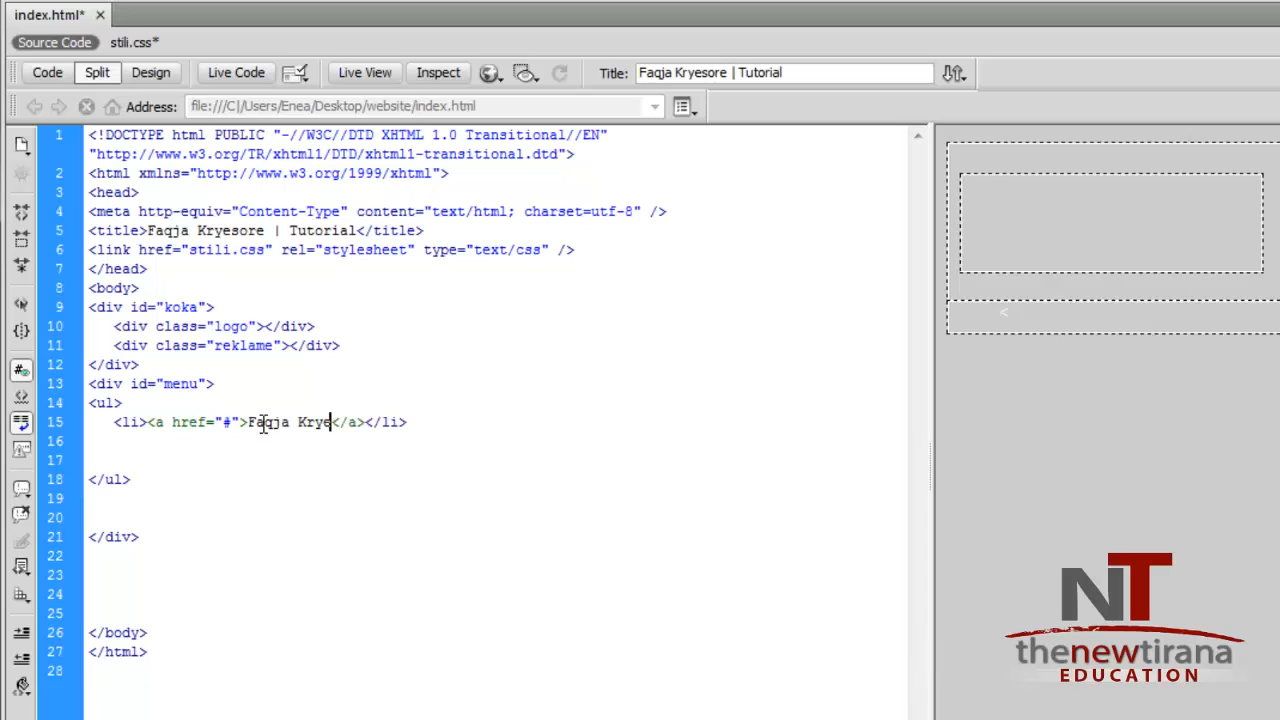 index.html*
Source Code stili.css*
Code Split Design Live Code Live View Inspect Title: Faqja Kryesore | Tutorial
Address: file:///C|/Users/Enea/Desktop/website/index.html
1 <!DOCTYPE html PUBLIC "-//W3C//DTD XHTML 1.0 Transitional//EN"
"http://www.w3.org/TR/xhtml1/DTD/xhtml1-transitional.dtd">
2 <html xmlns="http://www.w3.org/1999/xhtml">
3 <head>
4 <meta http-equiv="Content-Type" content="text/html; charset=utf-8" />
5 <title>Faqja Kryesore | Tutorial</title>
6 <link href="stili.css" rel="stylesheet" type="text/css" />
7 </head>
8 <body>
9 <div id="koka">
10 <div class="logo"></div>
11 <div class="reklame"></div>
12 </div>
13 <div id="menu">
14 <ul>
15 <li><a href="#">Faqja Krye</a></li>
16
17
18 </ul>
19
20
21 </div>
22
23
24
25
26 </body>
27 </html>
28
<
NT
thenewtirana
EDUCATION